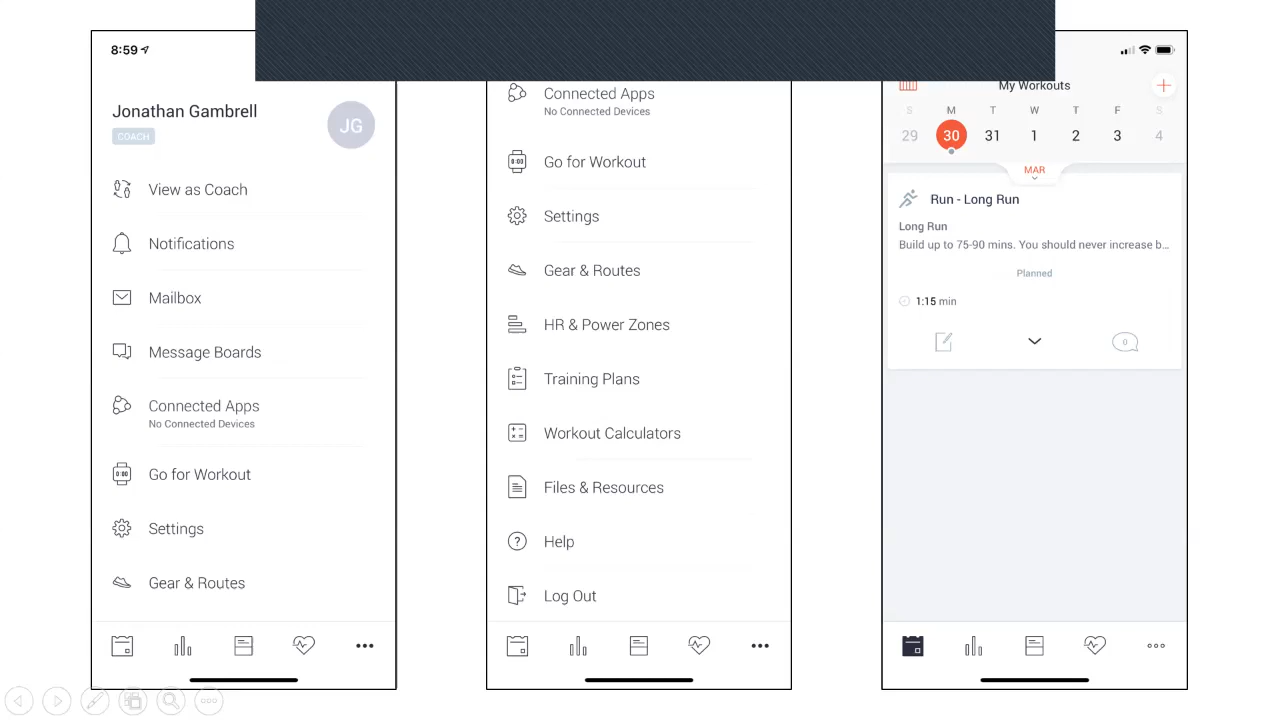 8:59
Jonathan Gambrell
JG
COACH
View as Coach
Notifications
Mailbox
Message Boards
Connected Apps
No Connected Devices
Go for Workout
0:00
Settings
Gear & Routes
Connected Apps
No Connected Devices
Go for Workout
0:00
Settings
Gear & Routes
HR & Power Zones
Training Plans
Workout Calculators
Files & Resources
Help
Log Out
My Workouts
S M T W T F S
29 30 31 1 2 3 4
MAR
Run - Long Run
Long Run
Build up to 75-90 mins. You should never increase b...
Planned
1:15 min
0